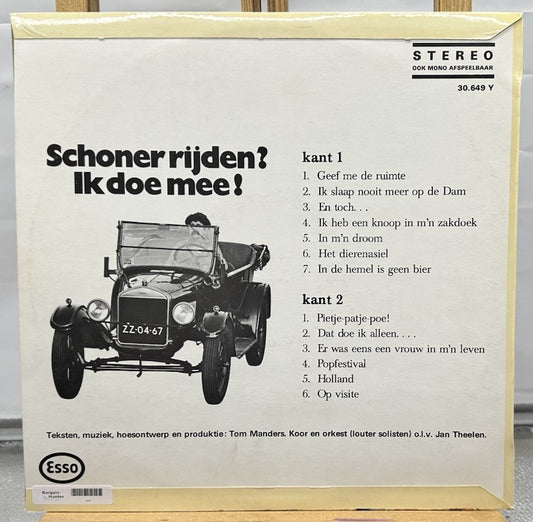 STEREO
OOK MONO AFSPEELBAAR
30.649 Y
Schoner rijden?
Ik doe mee!
ZZ-04-67
kant 1
1. Geef me de ruimte
2. Ik slaap nooit meer op de Dam
3. En toch. . .
4. Ik heb een knoop in m'n zakdoek
5. In m'n droom
6. Het dierenasiel
7. In de hemel is geen bier
kant 2
1. Pietje-patje-poe!
2. Dat doe ik alleen. . . .
3. Er was eens een vrouw in m'n leven
4. Popfestival
5. Holland
6. Op visite
Teksten, muziek, hoesontwerp en produktie: Tom Manders. Koor en orkest (louter solisten) o.l.v. Jan Theelen.
Esso
Bargain
Hunter